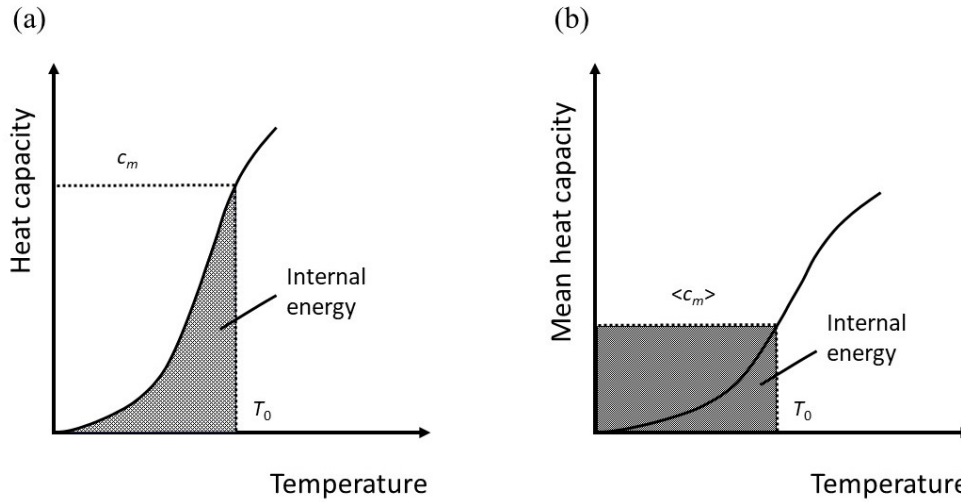 (a)
Heat capacity
c_m
Internal
energy
T_0
Temperature
(b)
Mean heat capacity
<c_m>
Internal
energy
T_0
Temperature